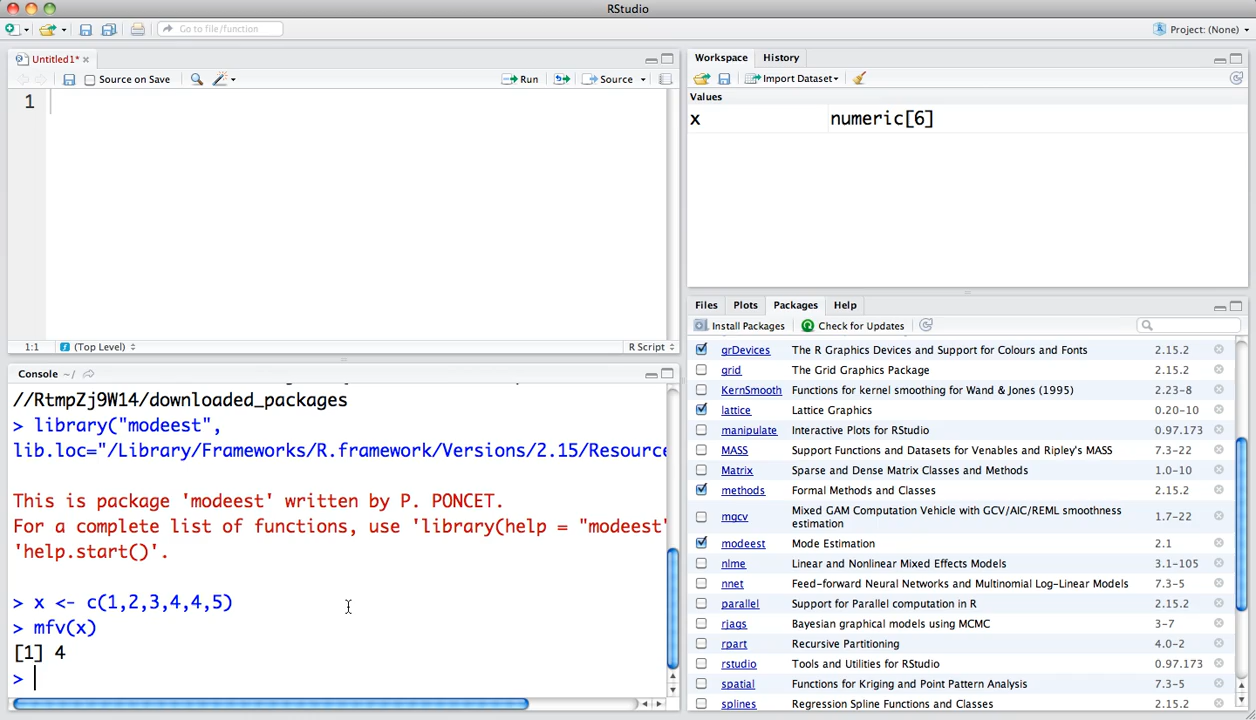 RStudio
Go to file/function
Project: (None)
Untitled1*
Source on Save
Run
Source
1
1:1
(Top Level)
R Script
Console ~/
//RtmpZj9W14/downloaded_packages
> library("modeest",
lib.loc="/Library/Frameworks/R.framework/Versions/2.15/Resource
This is package 'modeest' written by P. PONCET.
For a complete list of functions, use 'library(help = "modeest'
'help.start()'.
> x <- c(1,2,3,4,4,5)
> mfv(x)
[1] 4
>
Workspace
History
Import Dataset
Values
x numeric[6]
Files
Plots
Packages
Help
Install Packages
Check for Updates
grDevices The R Graphics Devices and Support for Colours and Fonts 2.15.2
grid The Grid Graphics Package 2.15.2
KernSmooth Functions for kernel smoothing for Wand & Jones (1995) 2.23-8
lattice Lattice Graphics 0.20-10
manipulate Interactive Plots for RStudio 0.97.173
MASS Support Functions and Datasets for Venables and Ripley's MASS 7.3-22
Matrix Sparse and Dense Matrix Classes and Methods 1.0-10
methods Formal Methods and Classes 2.15.2
mgcv Mixed GAM Computation Vehicle with GCV/AIC/REML smoothness estimation 1.7-22
modeest Mode Estimation 2.1
nlme Linear and Nonlinear Mixed Effects Models 3.1-105
nnet Feed-forward Neural Networks and Multinomial Log-Linear Models 7.3-5
parallel Support for Parallel computation in R 2.15.2
rjags Bayesian graphical models using MCMC 3-7
rpart Recursive Partitioning 4.0-2
rstudio Tools and Utilities for RStudio 0.97.173
spatial Functions for Kriging and Point Pattern Analysis 7.3-5
splines Regression Spline Functions and Classes 2.15.2